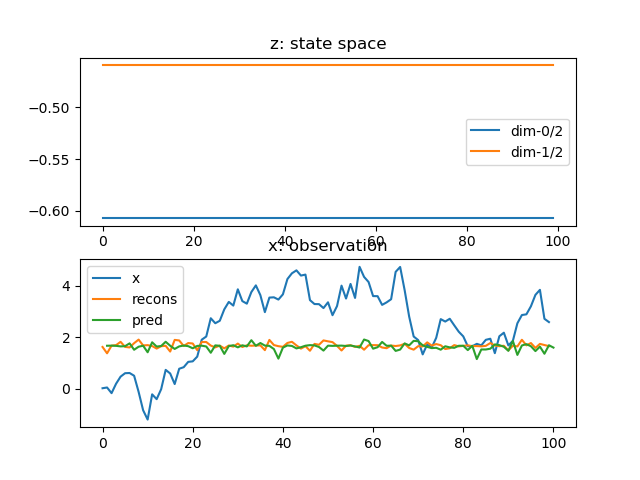 z: state space
−0.50
−0.55
−0.60
dim-0/2
dim-1/2
0 20 40 60 80 100
x: observation
4
2
0
x
recons
pred
0 20 40 60 80 100